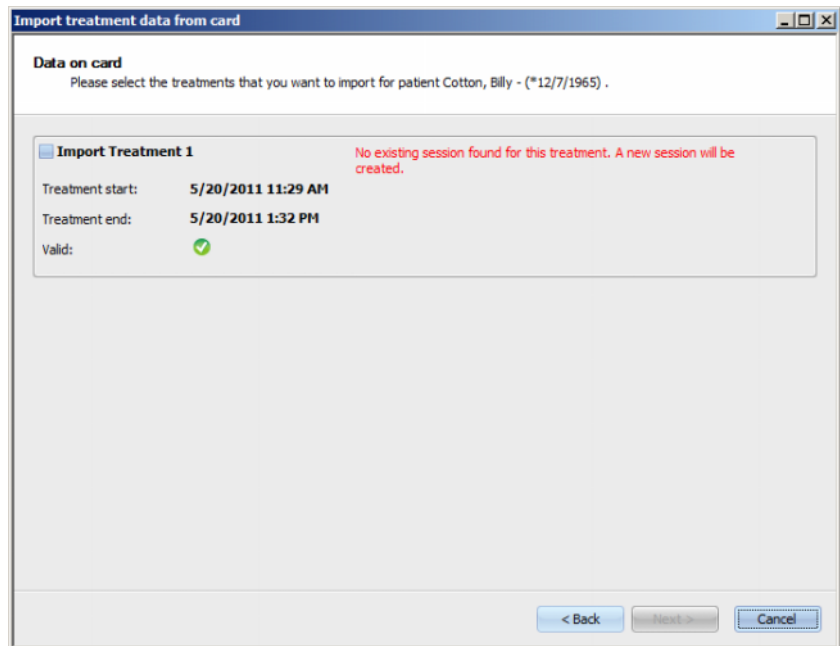 Import treatment data from card
Data on card
Please select the treatments that you want to import for patient Cotton, Billy - (*12/7/1965) .
Import Treatment 1
No existing session found for this treatment. A new session will be
created.
Treatment start: 5/20/2011 11:29 AM
Treatment end: 5/20/2011 1:32 PM
Valid:
< Back Next > Cancel